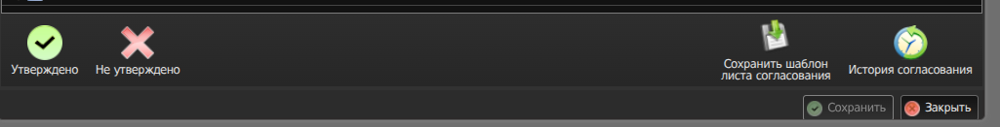 Утверждено
Не утверждено
Сохранить шаблон
листа согласования
История согласования
Сохранить
Закрыть